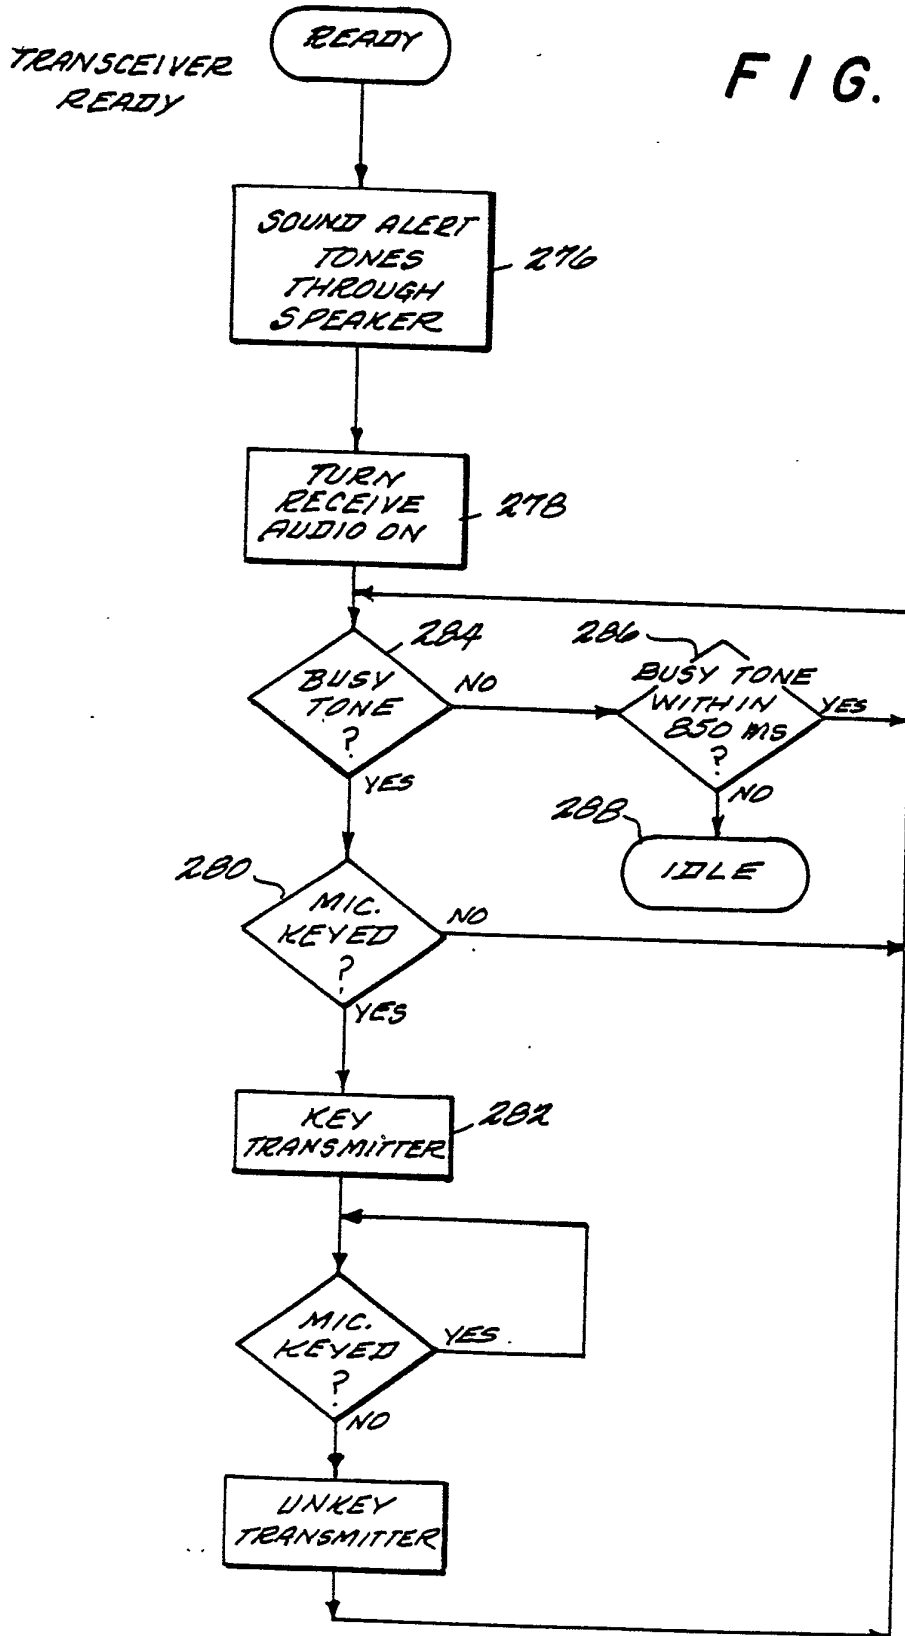 READY
TRANSCEIVER
READY
FIG.
SOUND ALERT
TONES
THROUGH
SPEAKER
276
TURN
RECEIVE
AUDIO ON
278
284
BUSY
TONE
?
NO
YES
286
BUSY TONE
WITHIN
850 MS
?
YES
NO
288
IDLE
280
MIC.
KEYED
?
NO
YES
KEY
TRANSMITTER
282
MIC.
KEYED
?
YES
NO
UNKEY
TRANSMITTER